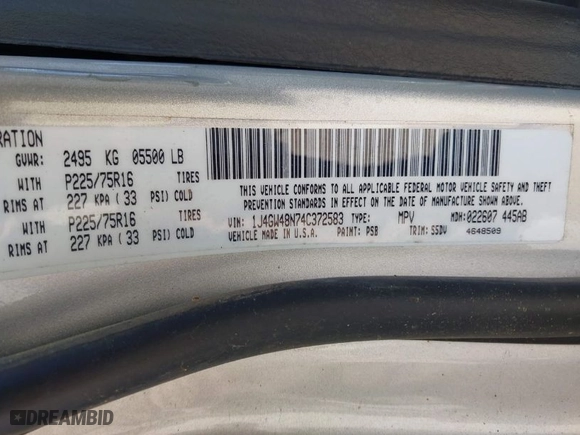 RATION
GVWR: 2495 KG 05500 LB
WITH P225/75R16 TIRES
RIMS AT 227 KPA ( 33 PSI) COLD
WITH P225/75R16 TIRES
RIMS AT 227 KPA ( 33 PSI) COLD
THIS VEHICLE CONFORMS TO ALL APPLICABLE FEDERAL MOTOR VEHICLE SAFETY AND THEFT
PREVENTION STANDARDS IN EFFECT ON THE DATE OF MANUFACTURE SHOWN ABOVE.
VIN: 1J4GW48N74C372583 TYPE: MPV MDH: 022607 445AB
VEHICLE MADE IN U.S.A. PAINT: PSB TRIM: S5DV 4648509
DREAMBID